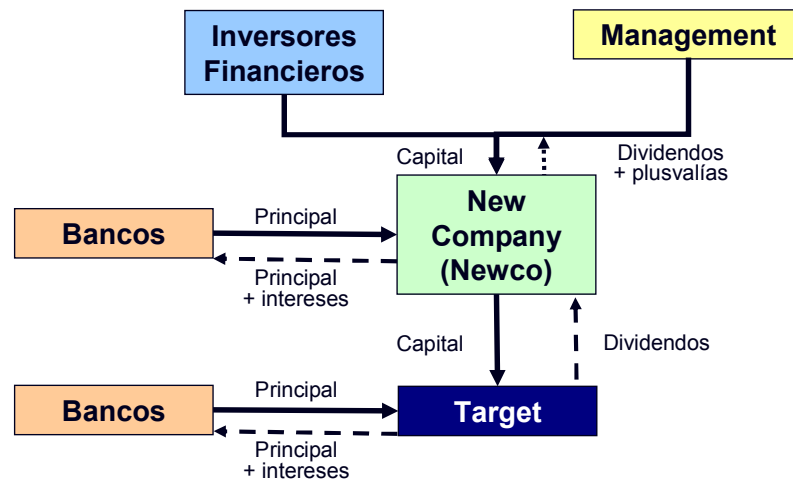 Inversores
Financieros
Management
Capital
Dividendos
+ plusvalías
Bancos
Principal
Principal
+ intereses
New
Company
(Newco)
Capital
Dividendos
Bancos
Principal
Principal
+ intereses
Target